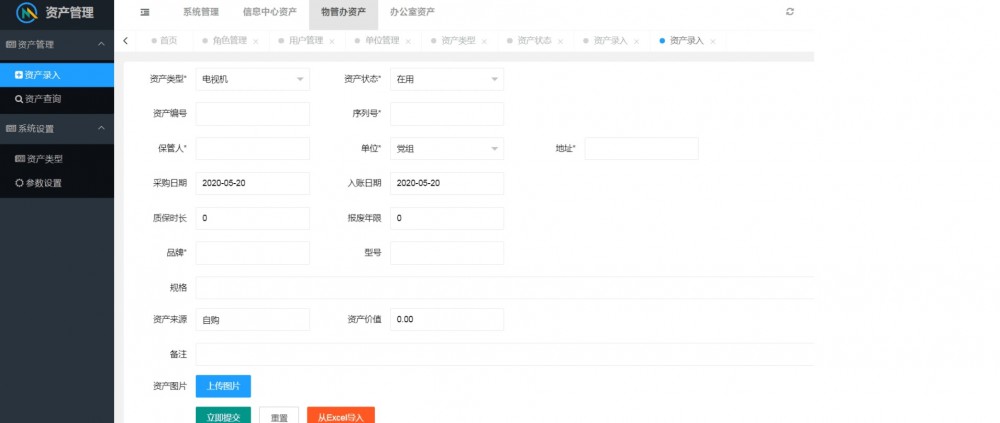 资产管理
系统管理 信息中心资产 物管办资产 办公室资产
资产管理
首页 角色管理 × 用户管理 × 单位管理 × 资产类型 × 资产状态 × 资产录入 × 资产录入 ×
资产录入
资产查询
系统设置
资产类型
参数设置
资产类型* 电视机 资产状态* 在用
资产编号 序列号*
保管人* 单位* 党组 地址*
采购日期 2020-05-20 入账日期 2020-05-20
质保时长 0 报废年限 0
品牌* 型号
规格
资产来源 自购 资产价值 0.00
备注
资产图片 上传图片
立即提交 重置 从Excel导入